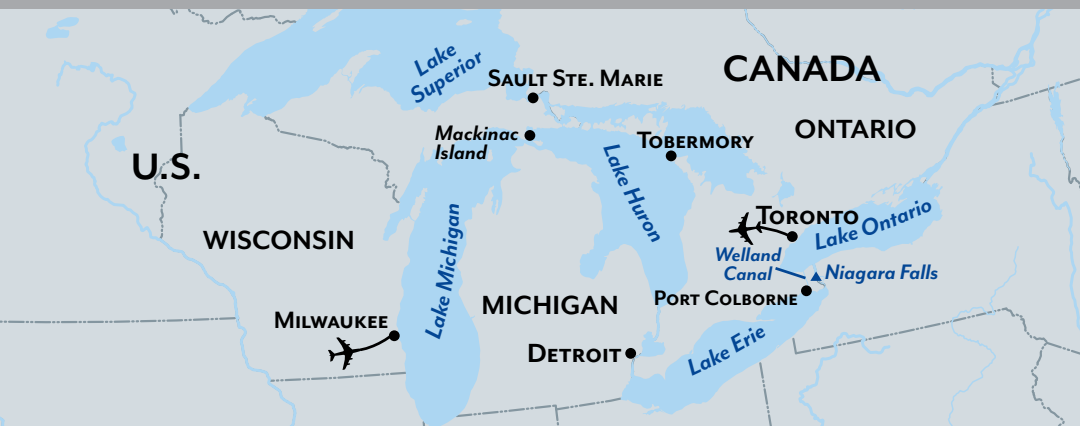 Lake
Superior
SAULT STE. MARIE
CANADA
Mackinac
Island
TOBERMORY
ONTARIO
U.S.
Lake Huron
TORONTO
Lake Ontario
WISCONSIN
Lake Michigan
Welland
Canal
Niagara Falls
MICHIGAN
PORT COLBORNE
MILWAUKEE
DETROIT
Lake Erie